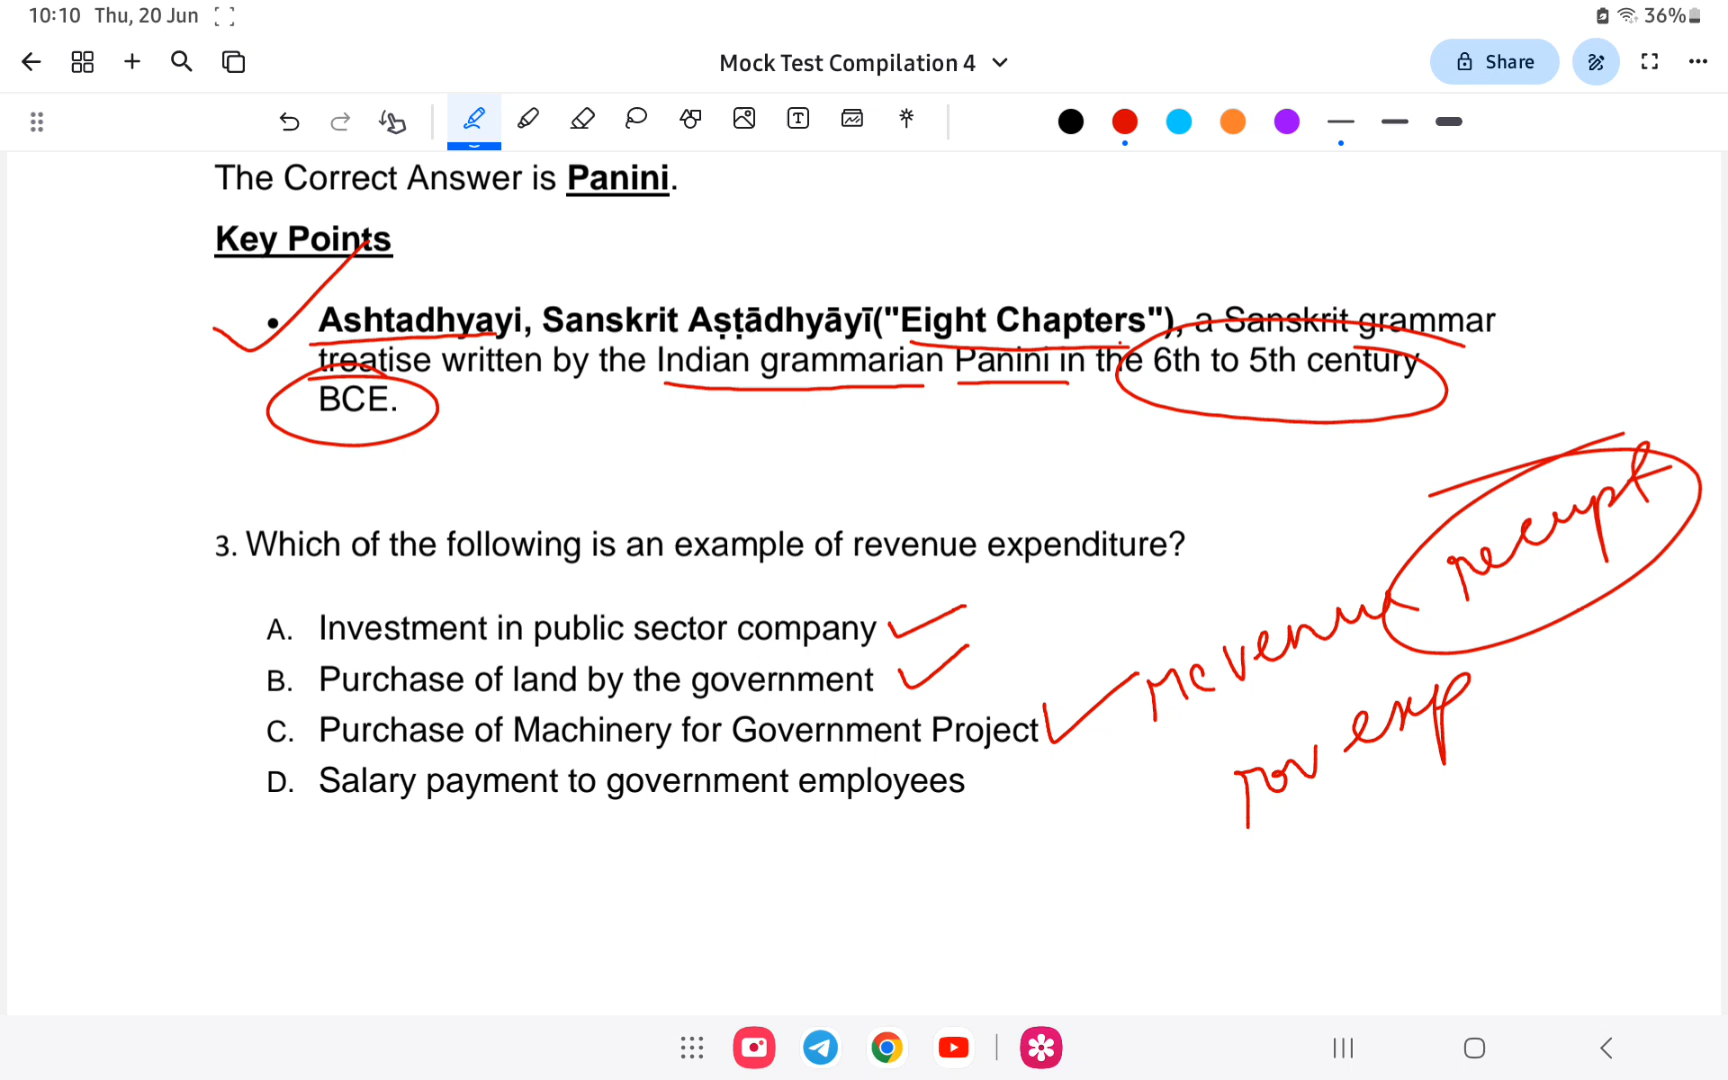 10:10 Thu, 20 Jun
36%
Mock Test Compilation 4
Share
The Correct Answer is Panini.
Key Points
• Ashtadhyayi, Sanskrit Aṣṭādhyāyī("Eight Chapters"), a Sanskrit grammar
treatise written by the Indian grammarian Panini in the 6th to 5th century
BCE.
3. Which of the following is an example of revenue expenditure?
A. Investment in public sector company
B. Purchase of land by the government
C. Purchase of Machinery for Government Project
D. Salary payment to government employees
revenue receipt
rov exp